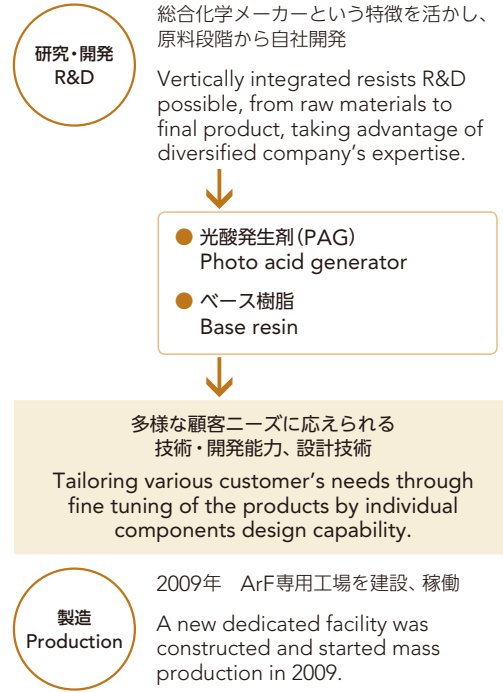 研究・開発
R&D
総合化学メーカーという特徴を活かし、
原料段階から自社開発
Vertically integrated resists R&D
possible, from raw materials to
final product, taking advantage of
diversified company's expertise.
● 光酸発生剤(PAG)
Photo acid generator
● ベース樹脂
Base resin
多様な顧客ニーズに応えられる
技術・開発能力、設計技術
Tailoring various customer's needs through
fine tuning of the products by individual
components design capability.
製造
Production
2009年　ArF専用工場を建設、稼働
A new dedicated facility was
constructed and started mass
production in 2009.